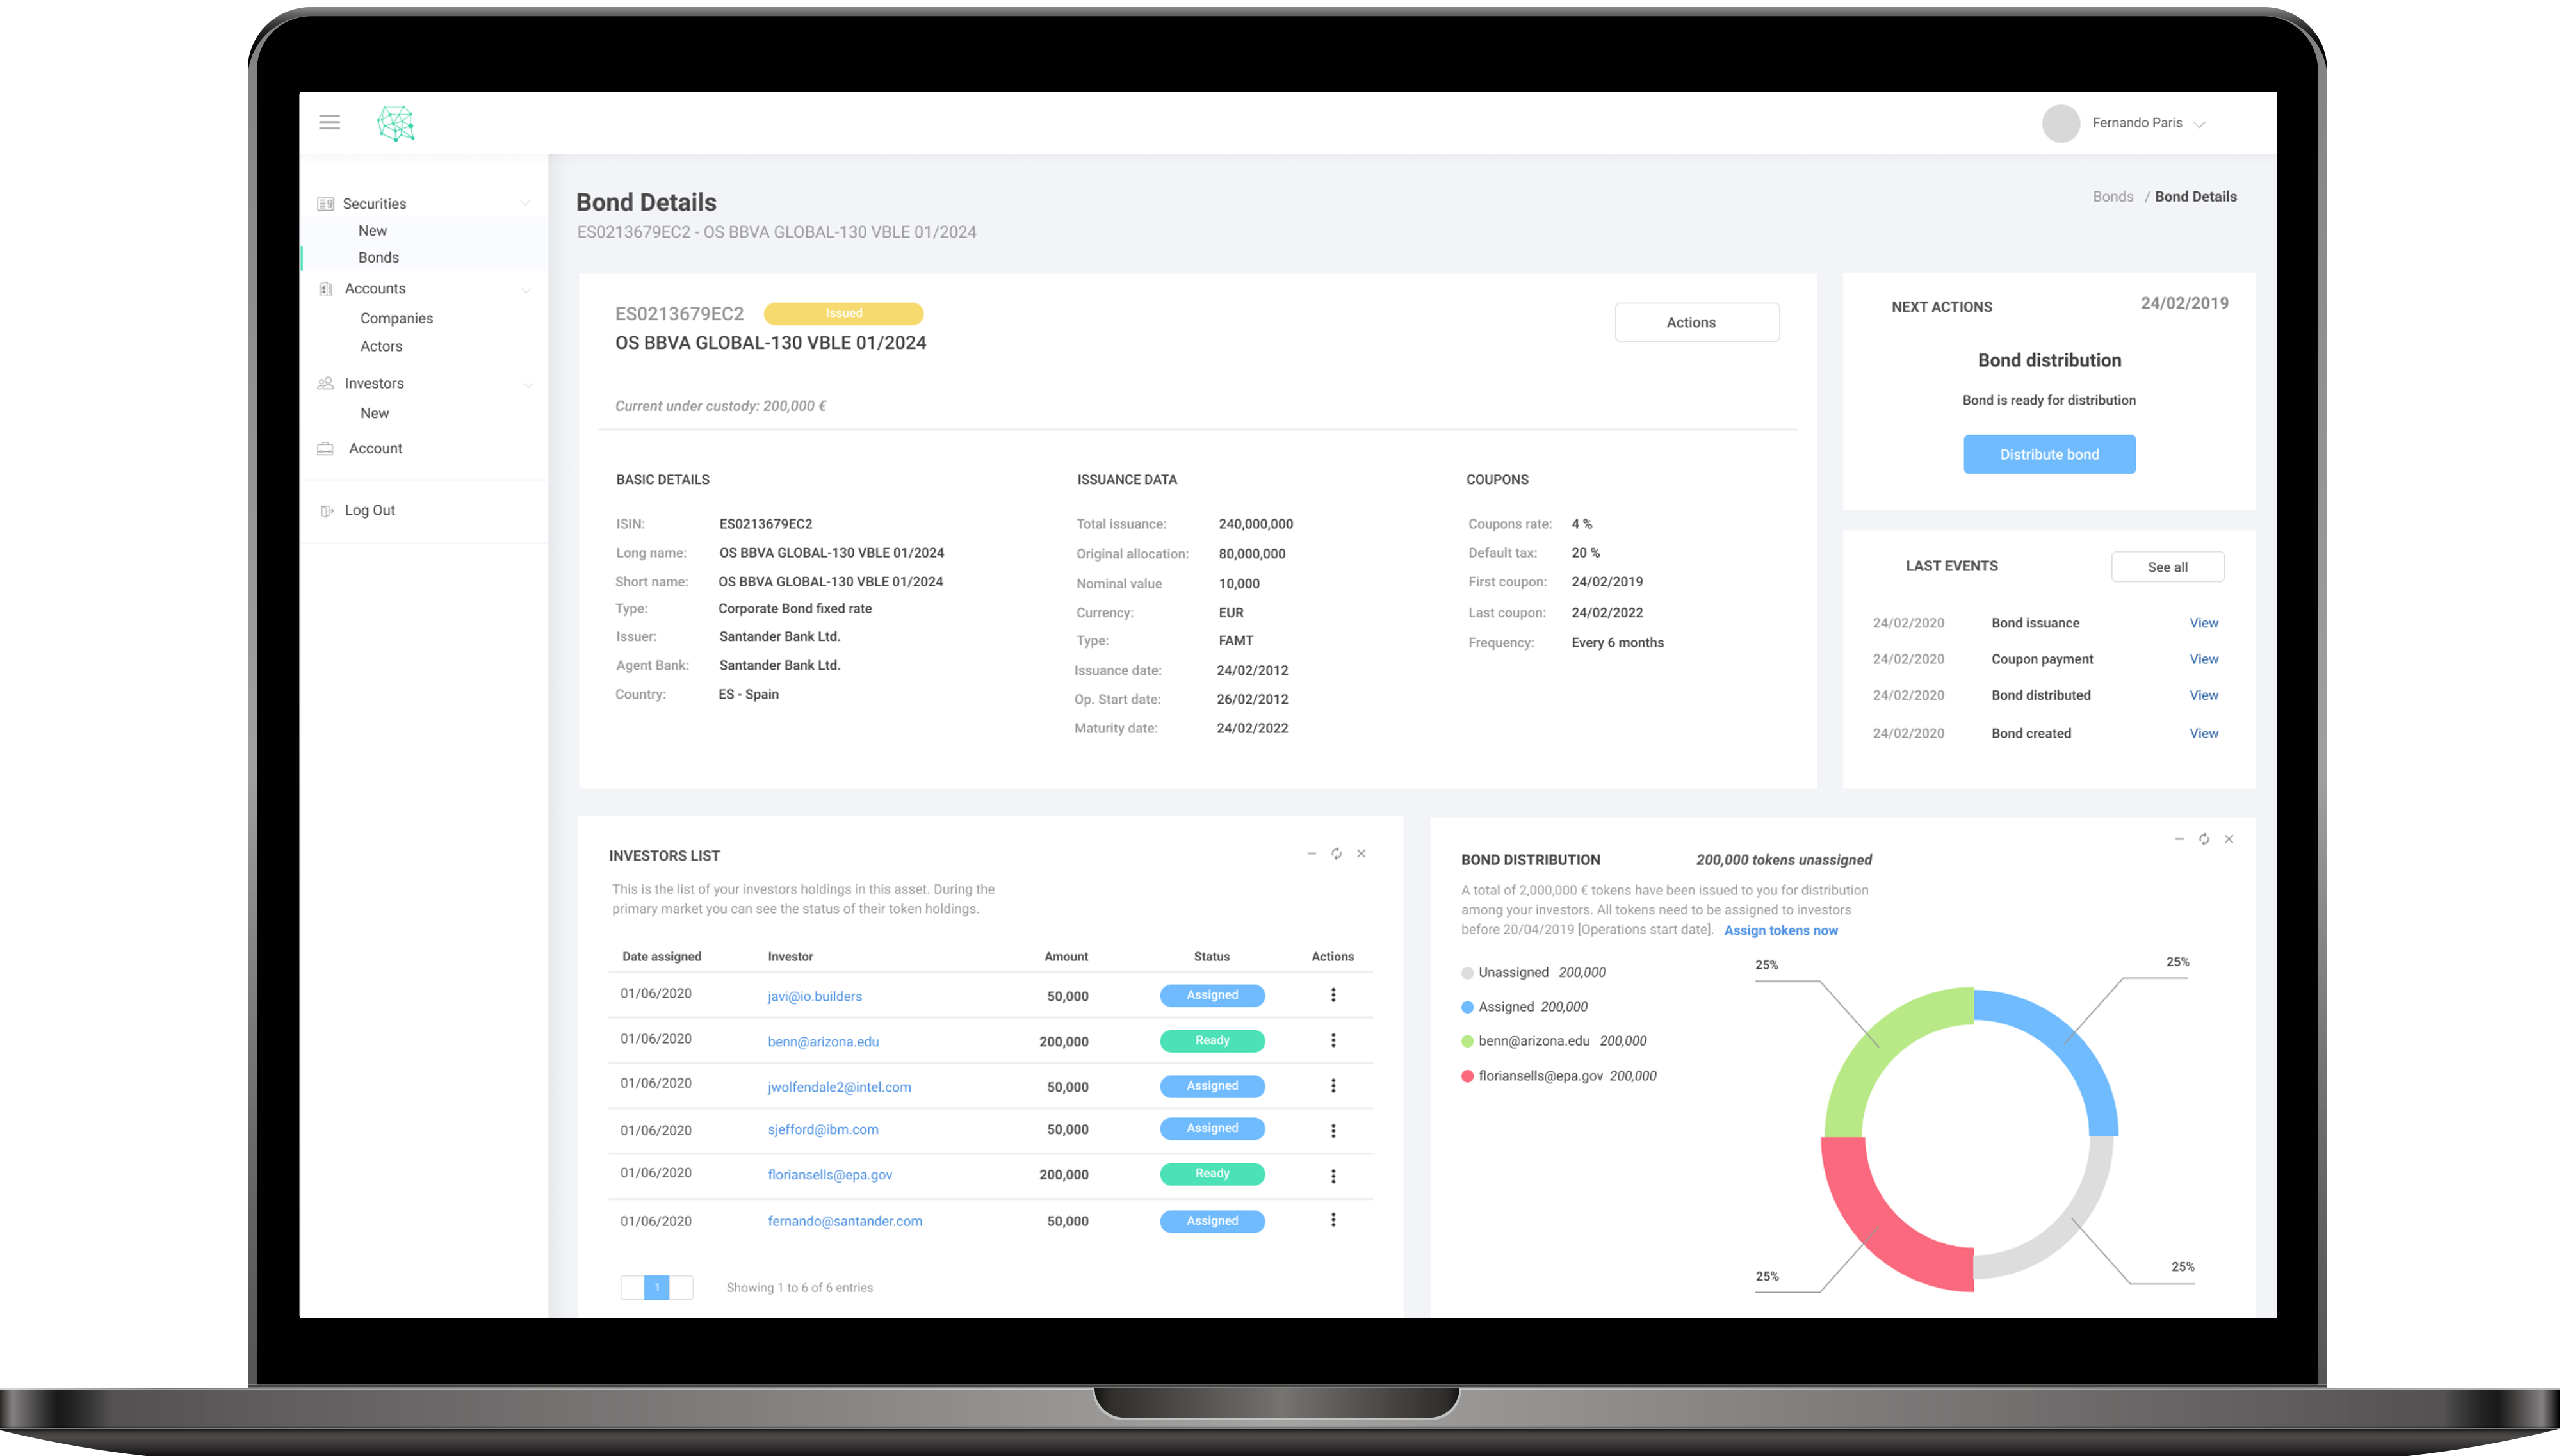 Fernando Paris
Securities
New
Bonds
Accounts
Companies
Actors
Investors
New
Account
Log Out
Bond Details
ES0213679EC2 - OS BBVA GLOBAL-130 VBLE 01/2024
Bonds / Bond Details
ES0213679EC2 Issued
OS BBVA GLOBAL-130 VBLE 01/2024
Actions
Current under custody: 200,000 €
BASIC DETAILS
ISIN: ES0213679EC2
Long name: OS BBVA GLOBAL-130 VBLE 01/2024
Short name: OS BBVA GLOBAL-130 VBLE 01/2024
Type: Corporate Bond fixed rate
Issuer: Santander Bank Ltd.
Agent Bank: Santander Bank Ltd.
Country: ES - Spain
ISSUANCE DATA
Total issuance: 240,000,000
Original allocation: 80,000,000
Nominal value 10,000
Currency: EUR
Type: FAMT
Issuance date: 24/02/2012
Op. Start date: 26/02/2012
Maturity date: 24/02/2022
COUPONS
Coupons rate: 4 %
Default tax: 20 %
First coupon: 24/02/2019
Last coupon: 24/02/2022
Frequency: Every 6 months
NEXT ACTIONS 24/02/2019
Bond distribution
Bond is ready for distribution
Distribute bond
LAST EVENTS See all
24/02/2020 Bond issuance View
24/02/2020 Coupon payment View
24/02/2020 Bond distributed View
24/02/2020 Bond created View
INVESTORS LIST
This is the list of your investors holdings in this asset. During the
primary market you can see the status of their token holdings.
Date assigned Investor Amount Status Actions
01/06/2020 javi@io.builders 50,000 Assigned
01/06/2020 benn@arizona.edu 200,000 Ready
01/06/2020 jwolfendale2@intel.com 50,000 Assigned
01/06/2020 sjefford@ibm.com 50,000 Assigned
01/06/2020 floriansells@epa.gov 200,000 Ready
01/06/2020 fernando@santander.com 50,000 Assigned
1 Showing 1 to 6 of 6 entries
BOND DISTRIBUTION 200,000 tokens unassigned
A total of 2,000,000 € tokens have been issued to you for distribution
among your investors. All tokens need to be assigned to investors
before 20/04/2019 [Operations start date]. Assign tokens now
Unassigned 200,000
Assigned 200,000
benn@arizona.edu 200,000
floriansells@epa.gov 200,000
25%
25%
25%
25%